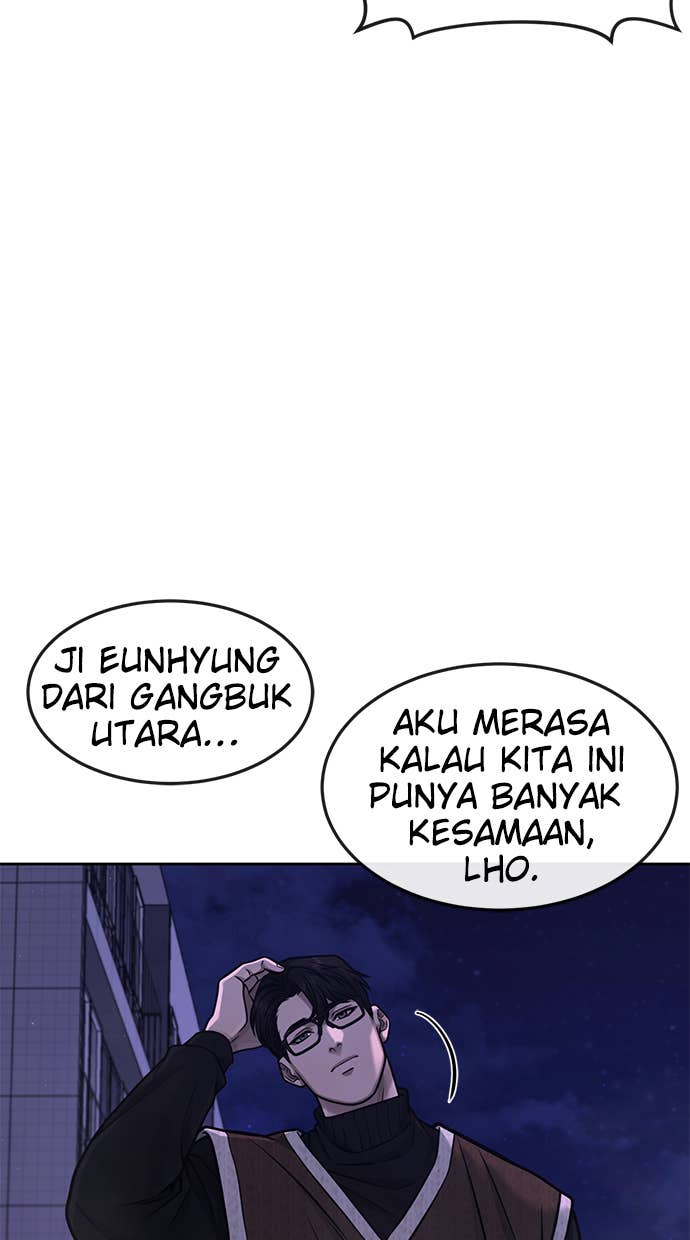 JI EUNHYUNG
DARI GANGBUK
UTARA...
AKU MERASA
KALAU KITA INI
PUNYA BANYAK
KESAMAAN,
LHO.